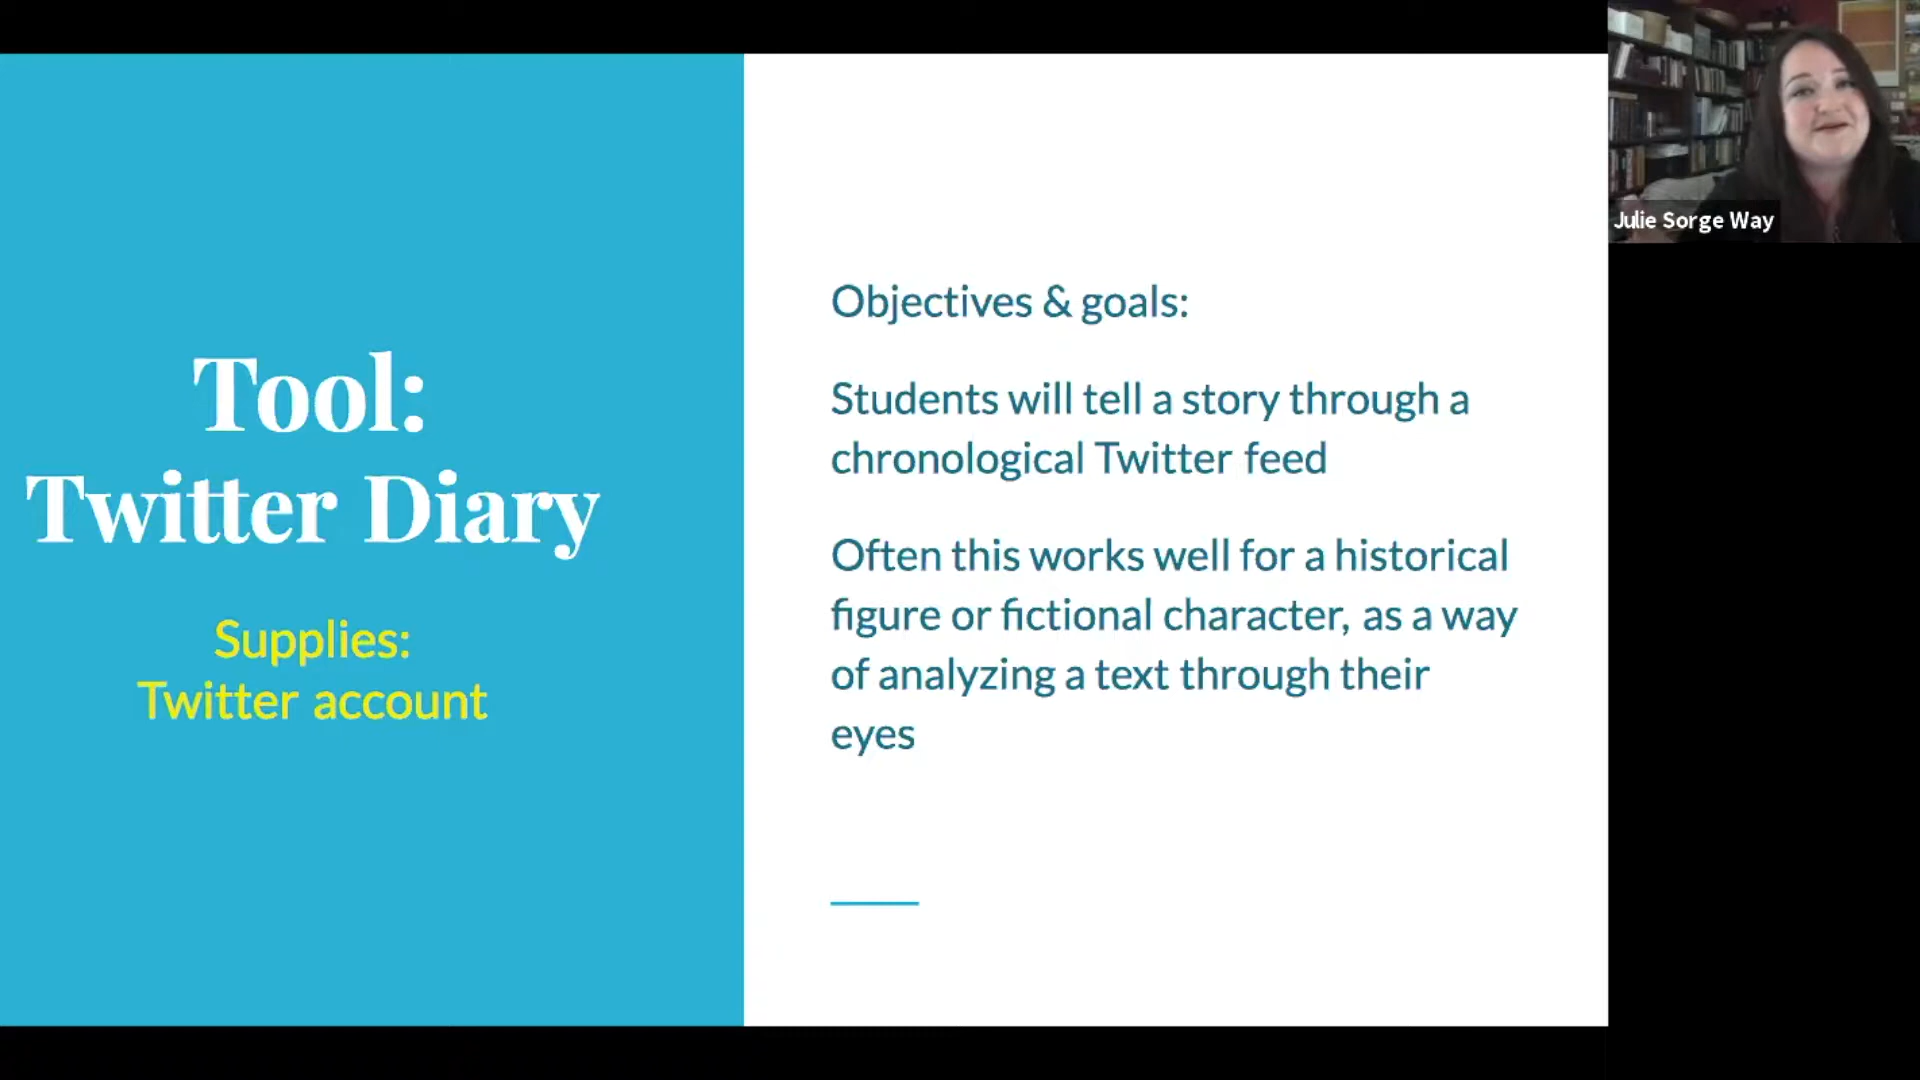 Tool:
Twitter Diary
Supplies:
Twitter account
Objectives & goals:
Students will tell a story through a
chronological Twitter feed
Often this works well for a historical
figure or fictional character, as a way
of analyzing a text through their
eyes
Julie Sorge Way